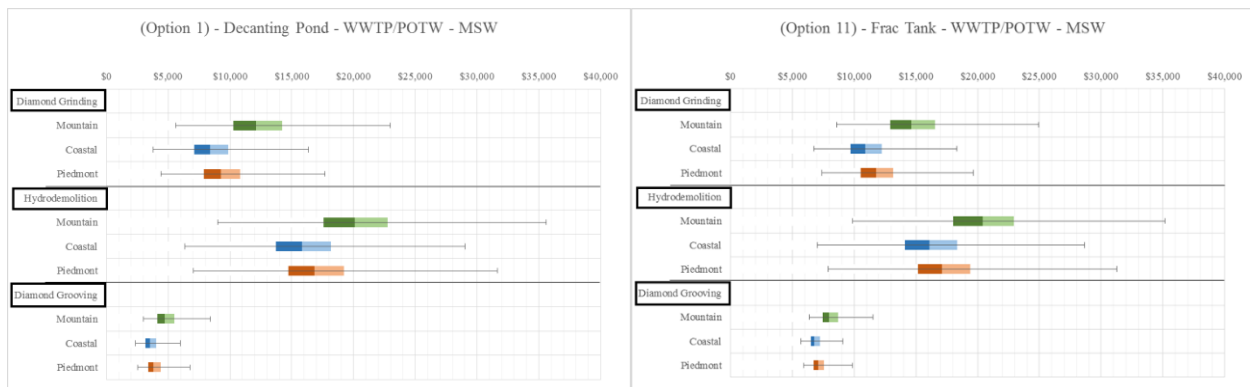 (Option 1) - Decanting Pond - WWTP/POTW - MSW
$0 $5,000 $10,000 $15,000 $20,000 $25,000 $30,000 $35,000 $40,000
Diamond Grinding
Mountain
Coastal
Piedmont
Hydrodemolition
Mountain
Coastal
Piedmont
Diamond Grooving
Mountain
Coastal
Piedmont
(Option 11) - Frac Tank - WWTP/POTW - MSW
$0 $5,000 $10,000 $15,000 $20,000 $25,000 $30,000 $35,000 $40,000
Diamond Grinding
Mountain
Coastal
Piedmont
Hydrodemolition
Mountain
Coastal
Piedmont
Diamond Grooving
Mountain
Coastal
Piedmont